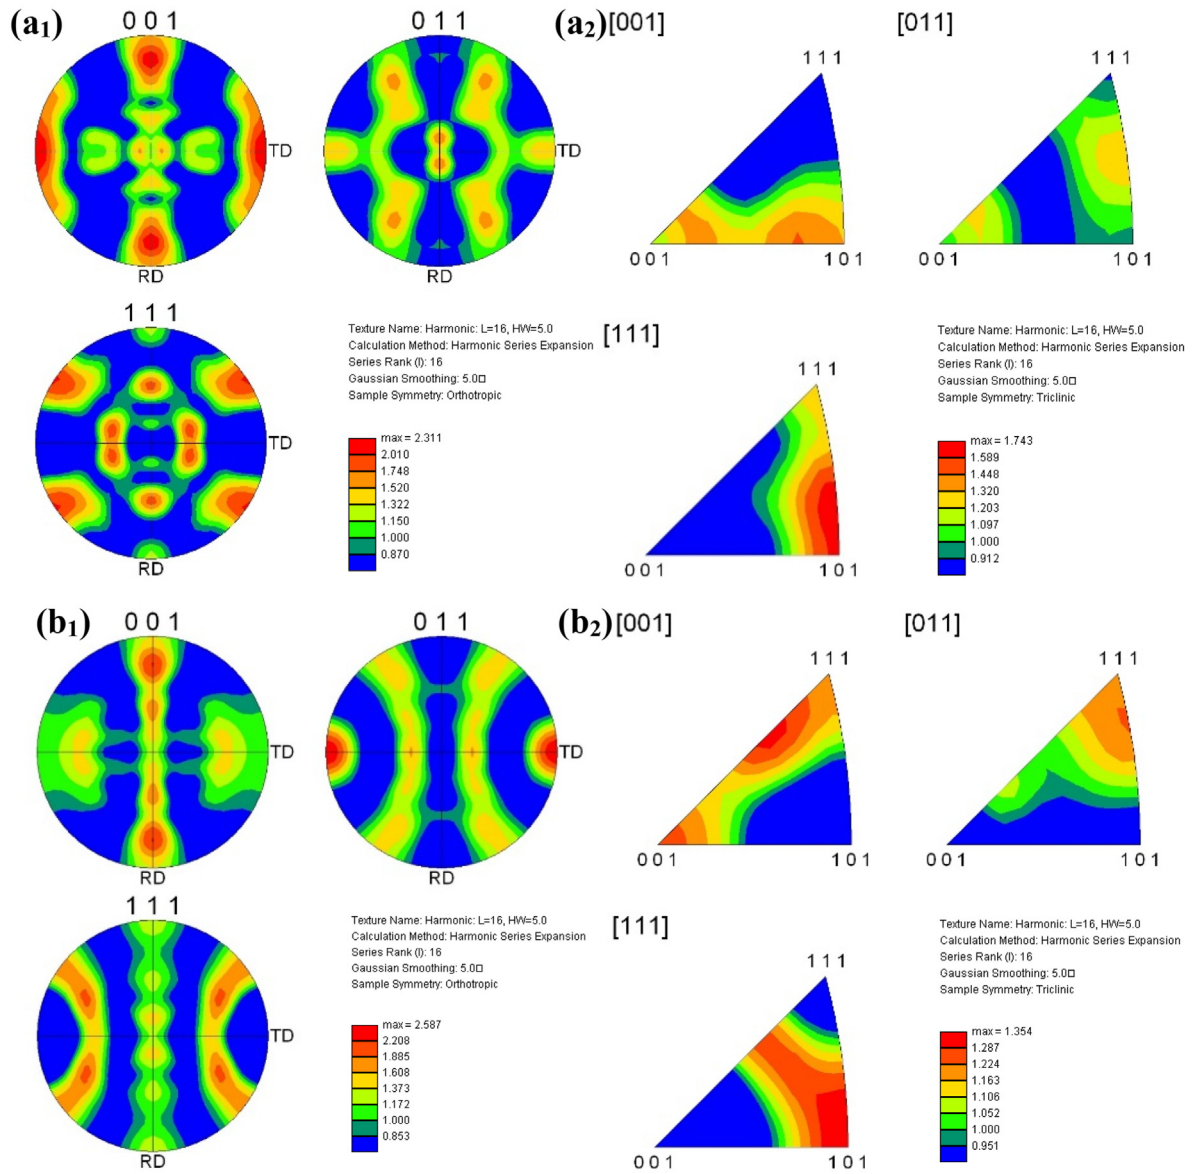 (a₁)
0 0 1
TD
RD
0 1 1
TD
RD
1 1 1
TD
RD
Texture Name: Harmonic: L=16, HW=5.0
Calculation Method: Harmonic Series Expansion
Series Rank (l): 16
Gaussian Smoothing: 5.0□
Sample Symmetry: Orthotropic
max = 2.311
2.010
1.748
1.520
1.322
1.150
1.000
0.870
(a₂)
[001]
1 1 1
0 0 1
1 0 1
[011]
1 1 1
0 0 1
1 0 1
[111]
1 1 1
0 0 1
1 0 1
Texture Name: Harmonic: L=16, HW=5.0
Calculation Method: Harmonic Series Expansion
Series Rank (l): 16
Gaussian Smoothing: 5.0□
Sample Symmetry: Triclinic
max = 1.743
1.589
1.448
1.320
1.203
1.097
1.000
0.912
(b₁)
0 0 1
TD
RD
0 1 1
TD
RD
1 1 1
TD
RD
Texture Name: Harmonic: L=16, HW=5.0
Calculation Method: Harmonic Series Expansion
Series Rank (l): 16
Gaussian Smoothing: 5.0□
Sample Symmetry: Orthotropic
max = 2.587
2.208
1.885
1.608
1.373
1.172
1.000
0.853
(b₂)
[001]
1 1 1
0 0 1
1 0 1
[011]
1 1 1
0 0 1
1 0 1
[111]
1 1 1
0 0 1
1 0 1
Texture Name: Harmonic: L=16, HW=5.0
Calculation Method: Harmonic Series Expansion
Series Rank (l): 16
Gaussian Smoothing: 5.0□
Sample Symmetry: Triclinic
max = 1.354
1.287
1.224
1.163
1.106
1.052
1.000
0.951